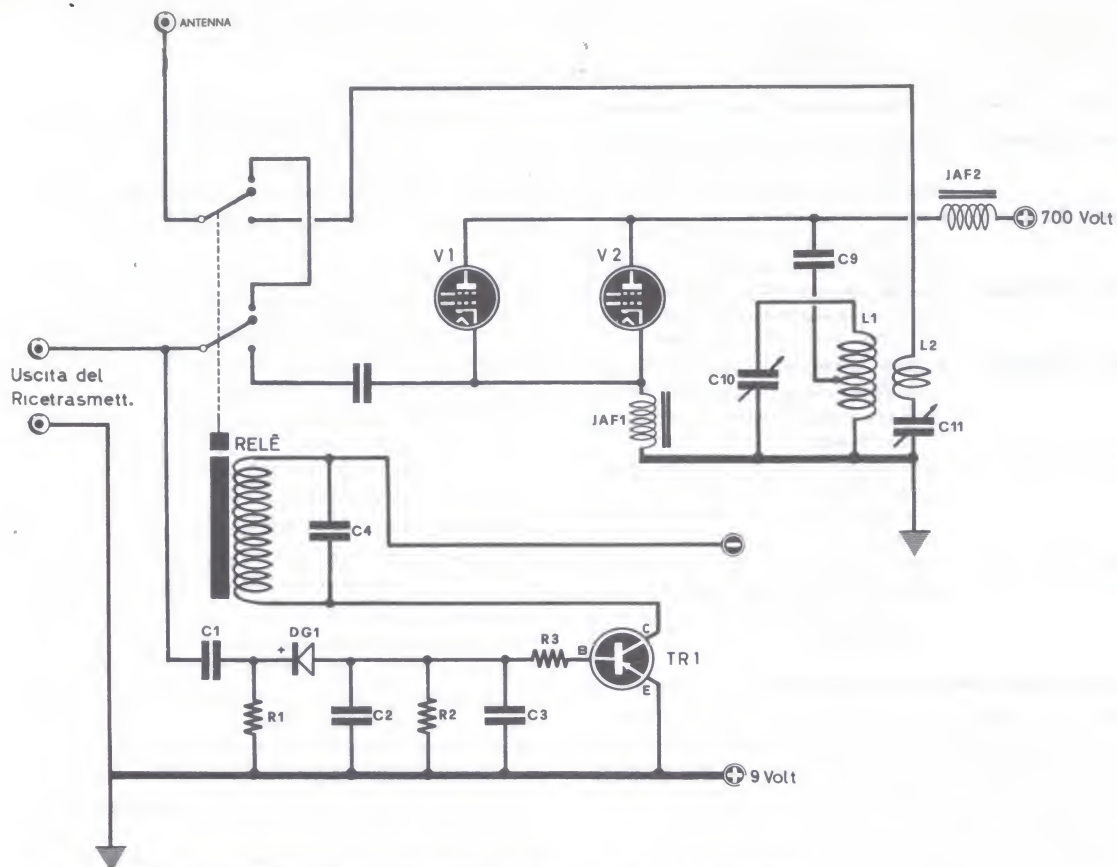 ANTENNA
JAF2
700 Volt
V1
V2
C9
L1
L2
C10
C11
JAF1
Uscita del
Ricetrasmett.
RELÊ
C4
C1
+
DG1
R3
B
C
E
TR1
R1
C2
R2
C3
9 Volt